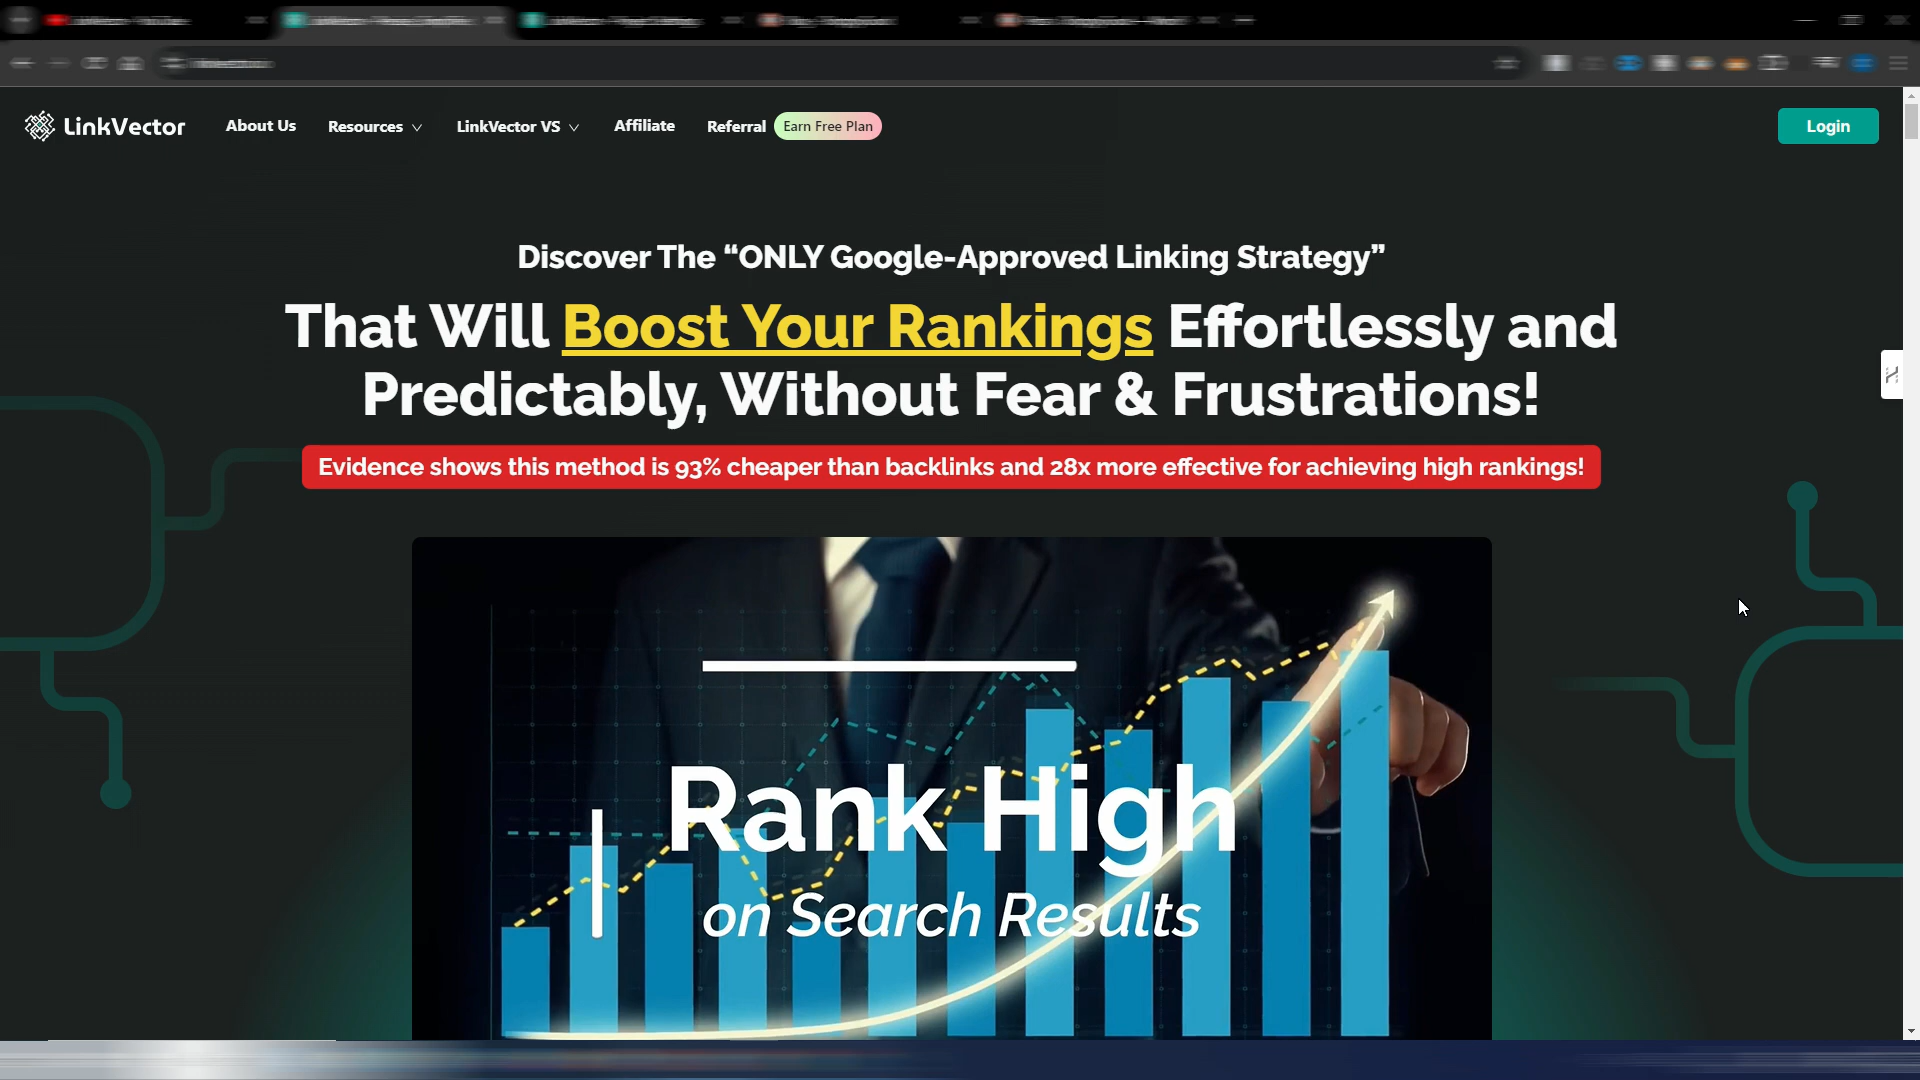 LinkVector
About Us
Resources
LinkVector VS
Affiliate
Referral
Earn Free Plan
Login
Discover The “ONLY Google-Approved Linking Strategy”
That Will Boost Your Rankings Effortlessly and
Predictably, Without Fear & Frustrations!
Evidence shows this method is 93% cheaper than backlinks and 28x more effective for achieving high rankings!
Rank High
on Search Results